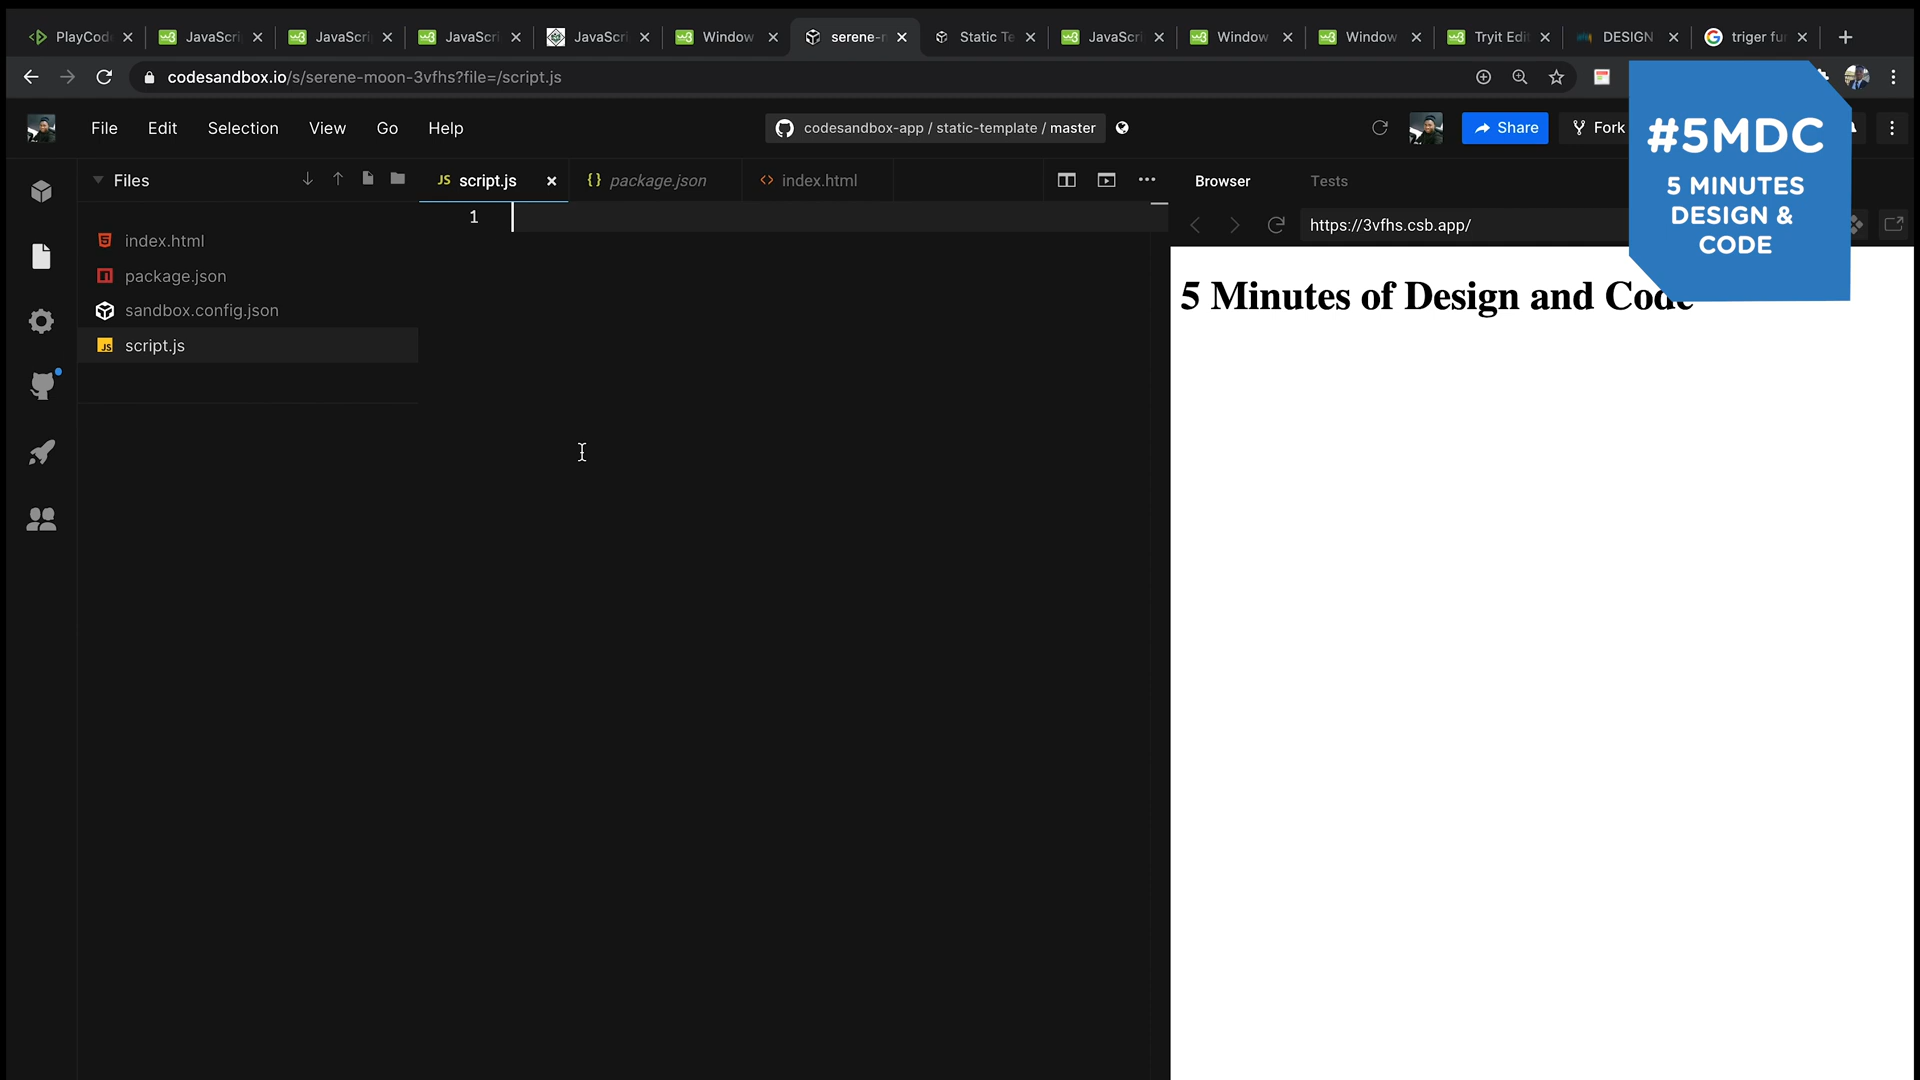 PlayCod
JavaScri
JavaScri
JavaScri
JavaScri
Window
serene-
Static Te
JavaScri
Window
Window
Tryit Edi
DESIGN
triger fu
codesandbox.io/s/serene-moon-3vfhs?file=/script.js
File Edit Selection View Go Help
codesandbox-app / static-template / master
Share
Fork
#5MDC
5 MINUTES
DESIGN &
CODE
Files
script.js
package.json
index.html
Browser
Tests
1
https://3vfhs.csb.app/
index.html
package.json
sandbox.config.json
JS script.js
5 Minutes of Design and Code